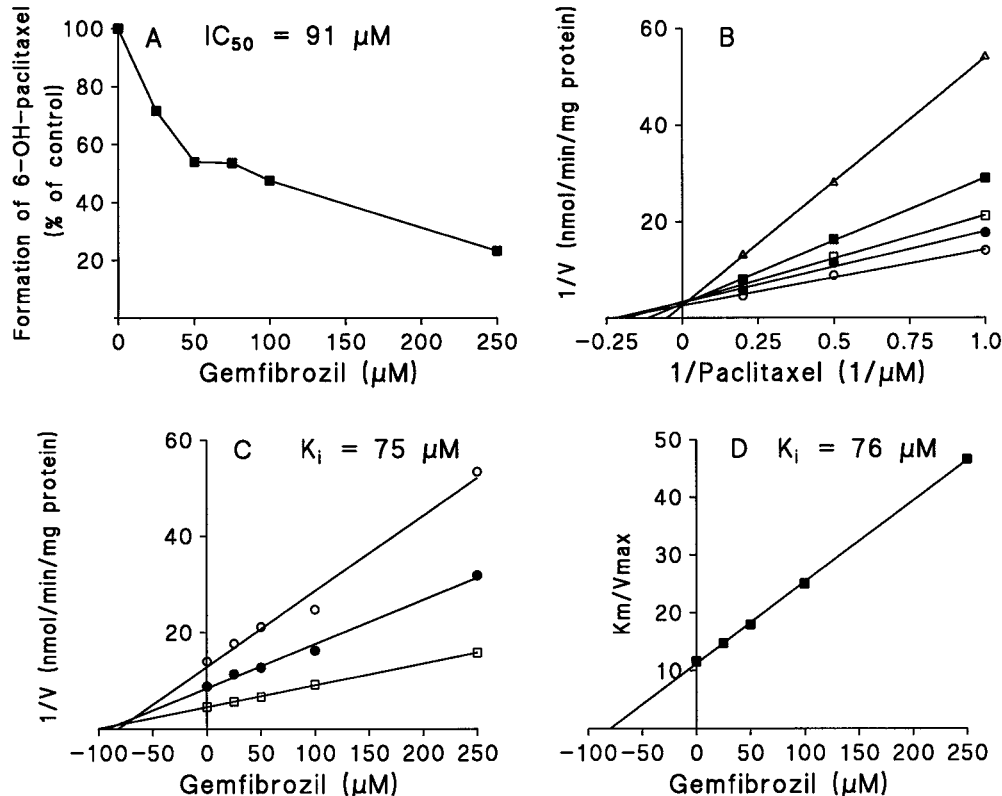 A IC50 = 91 μM
Formation of 6-OH-paclitaxel
(% of control)
100
80
60
40
20
0 50 100 150 200 250
Gemfibrozil (μM)
B
1/V (nmol/min/mg protein)
60
40
20
-0.25 0 0.25 0.50 0.75 1.0
1/Paclitaxel (1/μM)
C Ki = 75 μM
1/V (nmol/min/mg protein)
60
40
20
-100 -50 0 50 100 150 200 250
Gemfibrozil (μM)
D Ki = 76 μM
Km/Vmax
50
40
30
20
10
-100 -50 0 50 100 150 200 250
Gemfibrozil (μM)